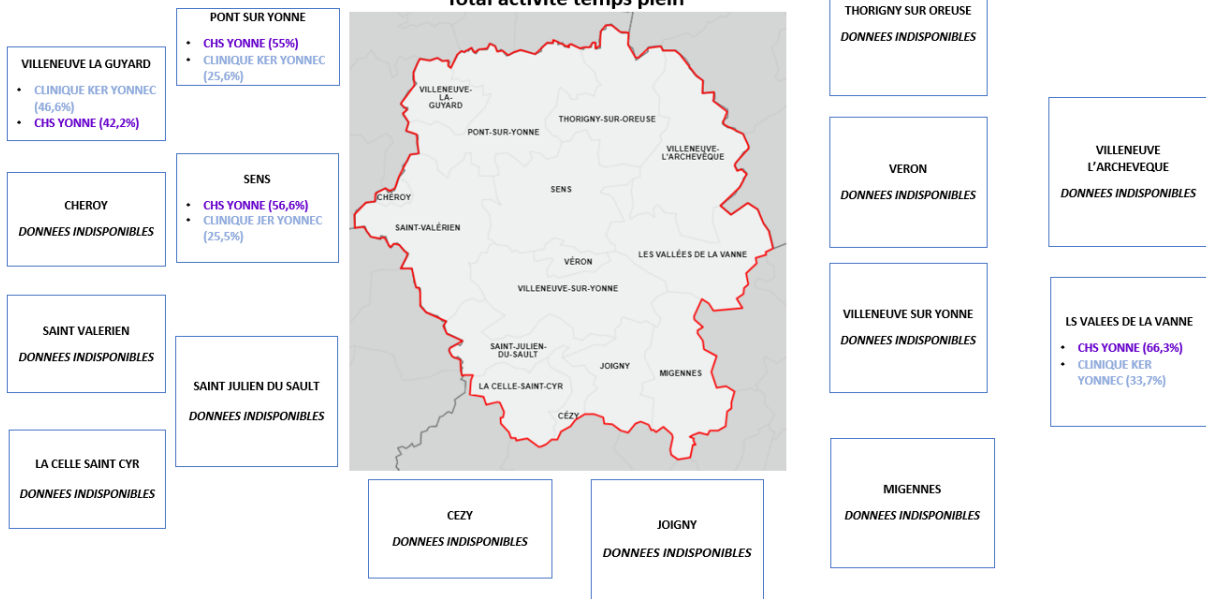 Total activité temps plein
PONT SUR YONNE
• CHS YONNE (55%)
• CLINIQUE KER YONNEC
(25,6%)
VILLENEUVE LA GUYARD
• CLINIQUE KER YONNEC
(46,6%)
• CHS YONNE (42,2%)
CHEROY
DONNEES INDISPONIBLES
SENS
• CHS YONNE (56,6%)
• CLINIQUE JER YONNEC
(25,5%)
SAINT VALERIEN
DONNEES INDISPONIBLES
SAINT JULIEN DU SAULT
DONNEES INDISPONIBLES
LA CELLE SAINT CYR
DONNEES INDISPONIBLES
VILLENEUVE-
LA-
GUYARD
PONT-SUR-YONNE
THORIGNY-SUR-OREUSE
VILLENEUVE-
L'ARCHEVÊQUE
SENS
CHÉROY
SAINT-VALÉRIEN
VÉRON
LES VALLÉES DE LA VANNE
VILLENEUVE-SUR-YONNE
SAINT-JULIEN-
DU-SAULT
JOIGNY
MIGENNES
LA CELLE-SAINT-CYR
CÉZY
CEZY
DONNEES INDISPONIBLES
JOIGNY
DONNEES INDISPONIBLES
THORIGNY SUR OREUSE
DONNEES INDISPONIBLES
VERON
DONNEES INDISPONIBLES
VILLENEUVE
L'ARCHEVEQUE
DONNEES INDISPONIBLES
VILLENEUVE SUR YONNE
DONNEES INDISPONIBLES
LS VALEES DE LA VANNE
• CHS YONNE (66,3%)
• CLINIQUE KER
YONNEC (33,7%)
MIGENNES
DONNEES INDISPONIBLES